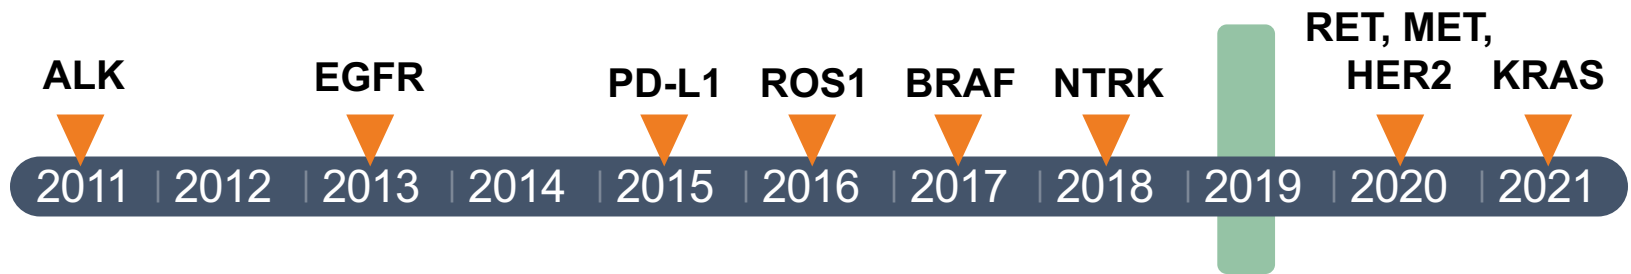 RET, MET,
ALK EGFR PD-L1 ROS1 BRAF NTRK HER2 KRAS
2011 2012 2013 2014 2015 2016 2017 2018 2019 2020 2021